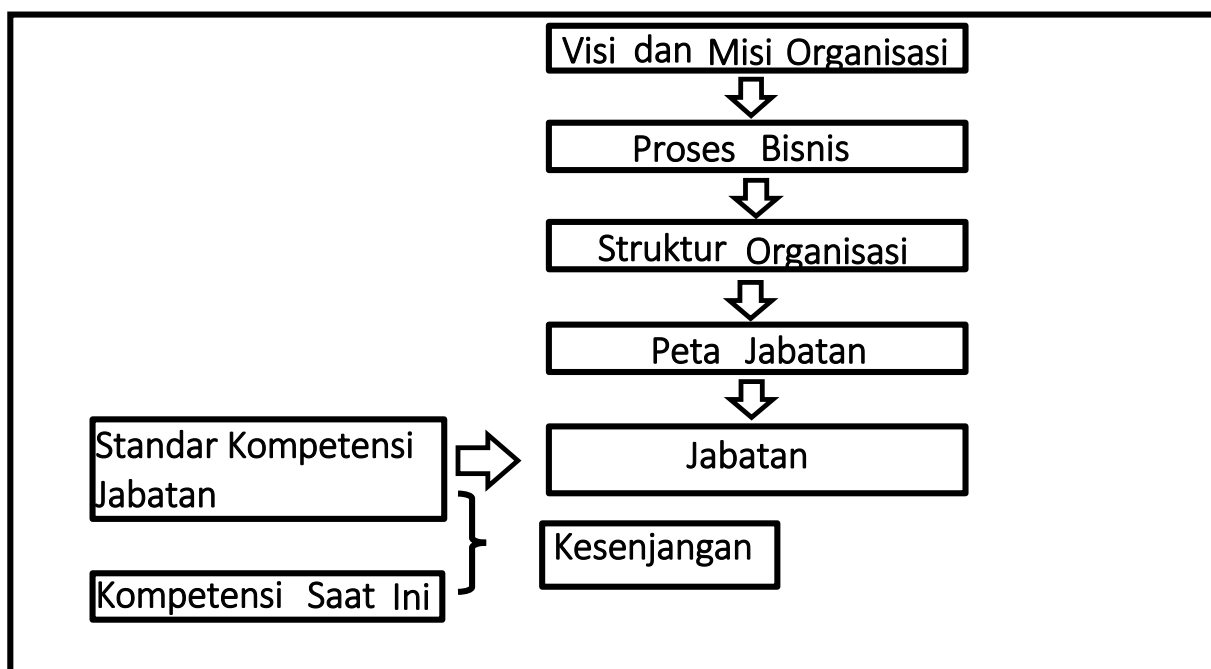 Visi dan Misi Organisasi
Proses Bisnis
Struktur Organisasi
Peta Jabatan
Standar Kompetensi
Jabatan
Jabatan
Kesenjangan
Kompetensi Saat Ini